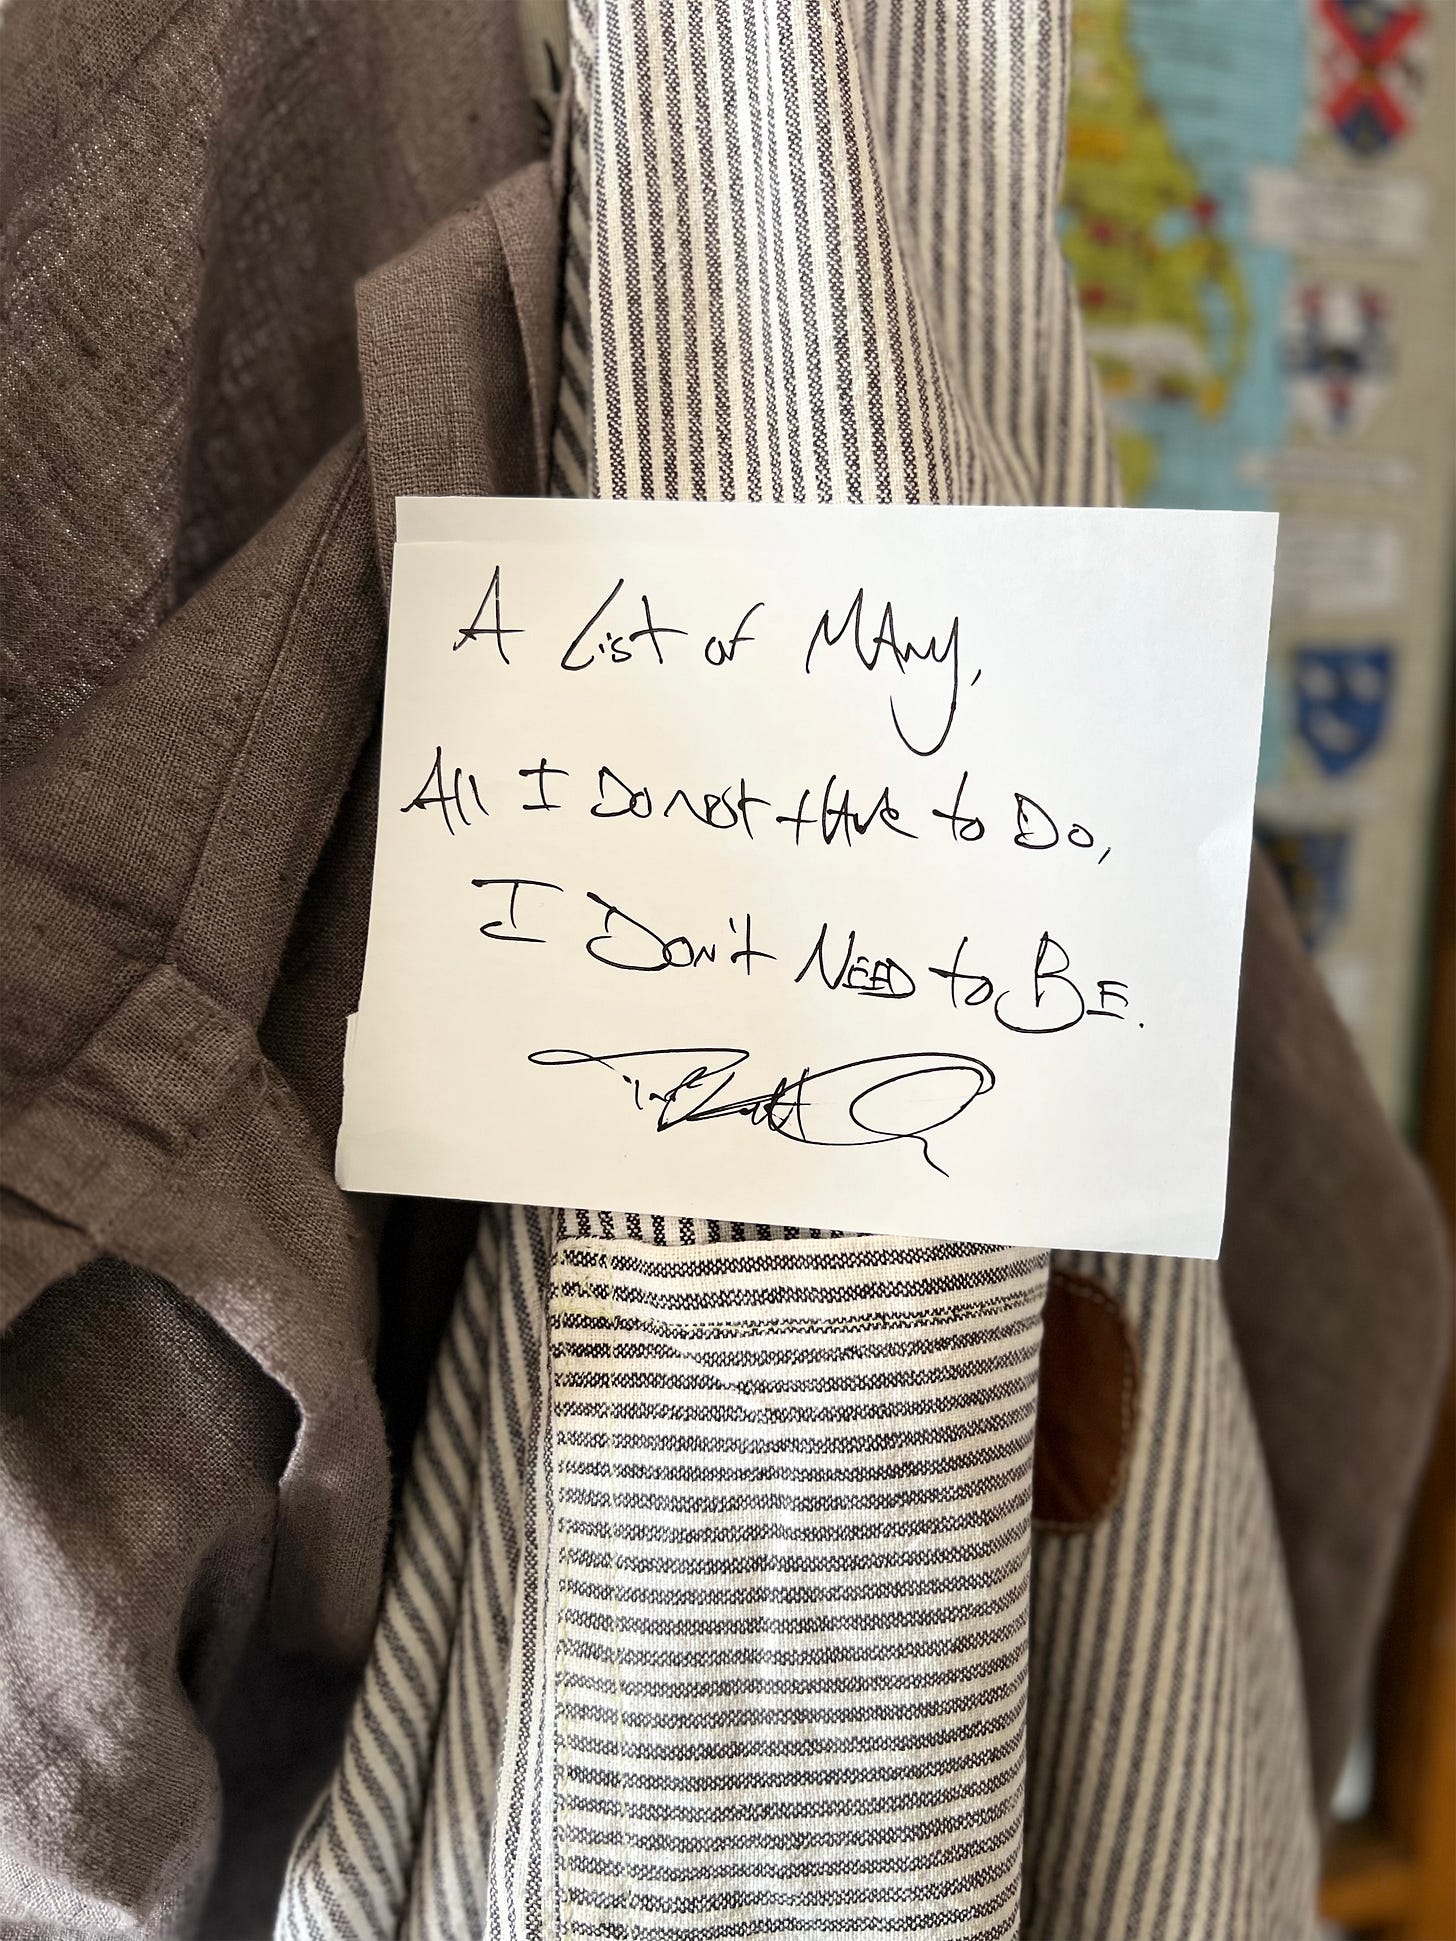 A List of MAny,
All I Do not HAve to Do,
I Don't NEED to BE.